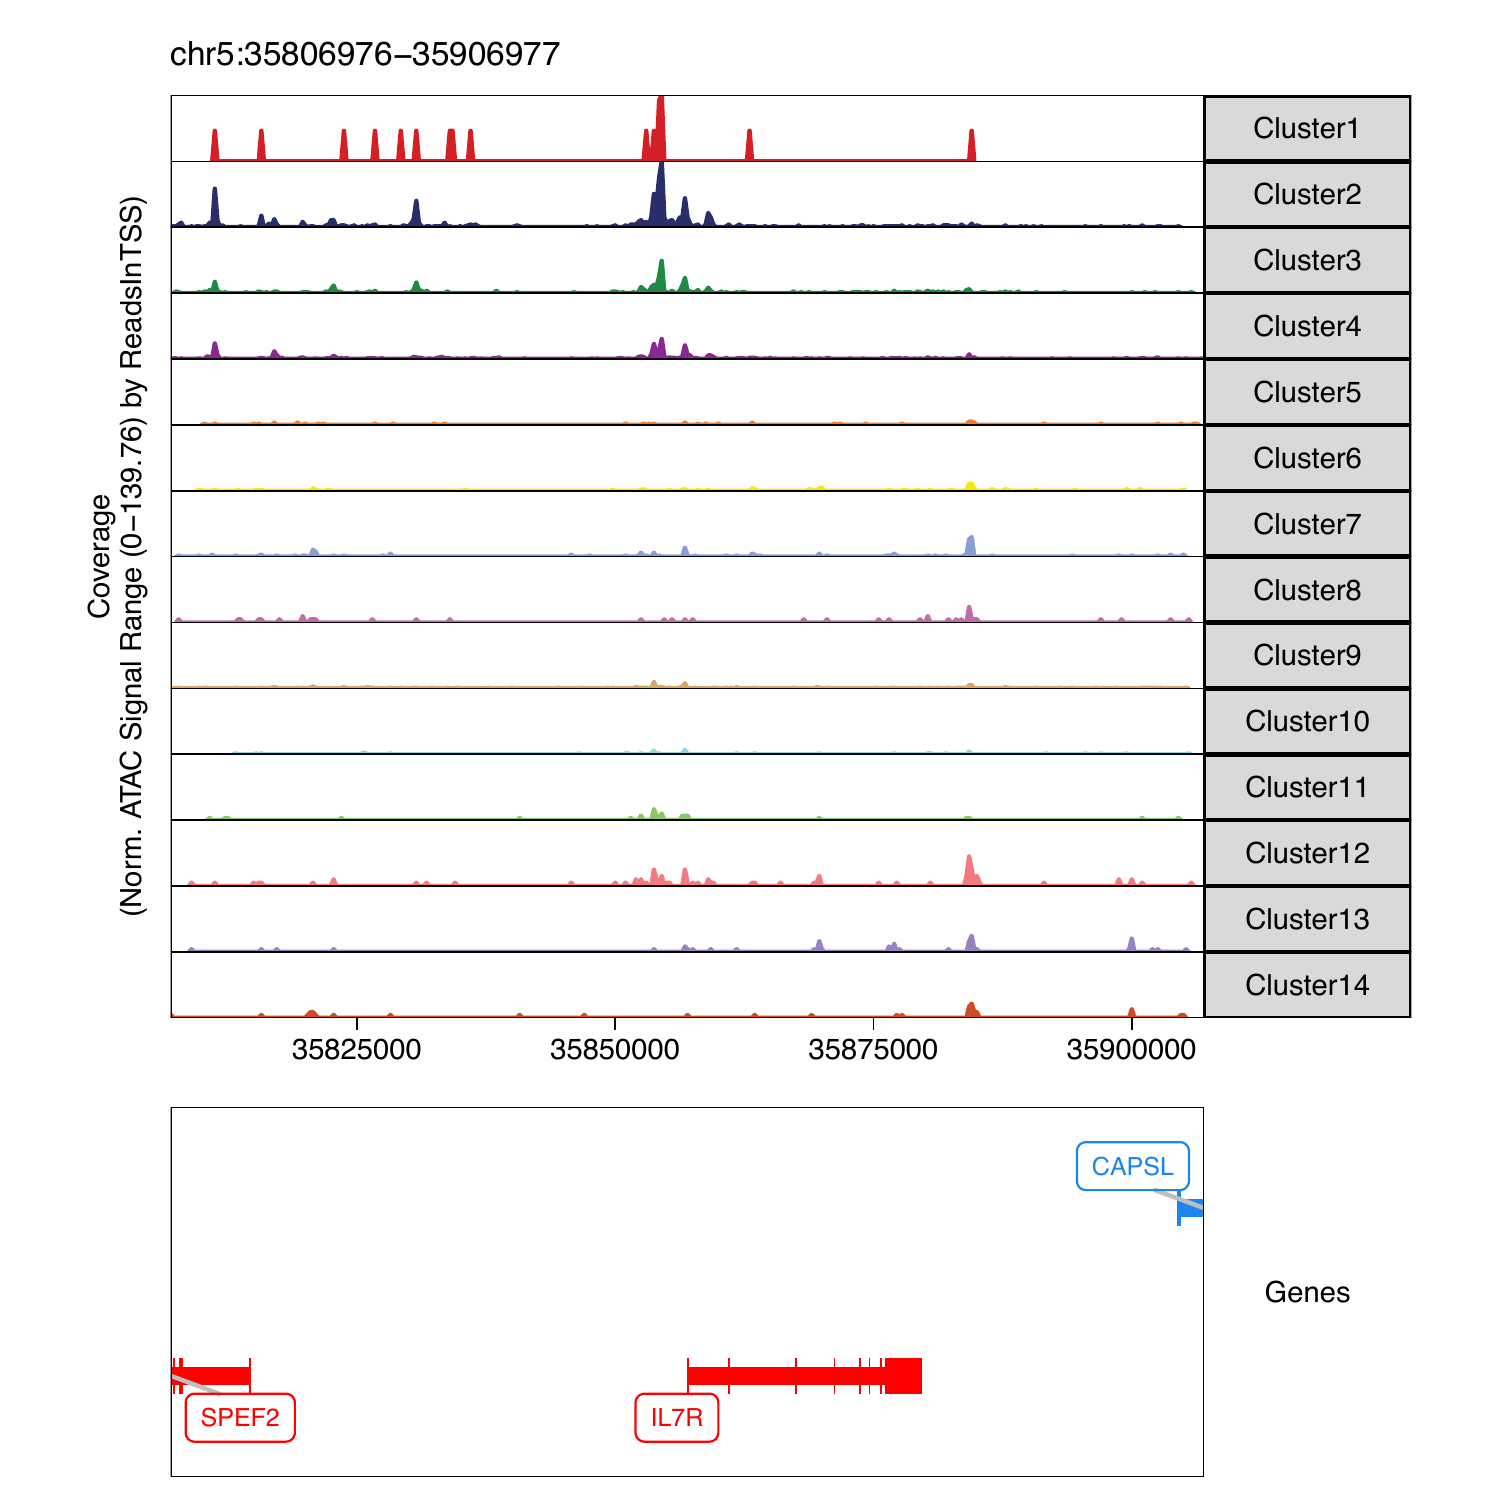 chr5:35806976−35906977
Coverage
(Norm. ATAC Signal Range (0−139.76) by ReadsInTSS)
Cluster1
Cluster2
Cluster3
Cluster4
Cluster5
Cluster6
Cluster7
Cluster8
Cluster9
Cluster10
Cluster11
Cluster12
Cluster13
Cluster14
35825000 35850000 35875000 35900000
CAPSL
Genes
SPEF2 IL7R